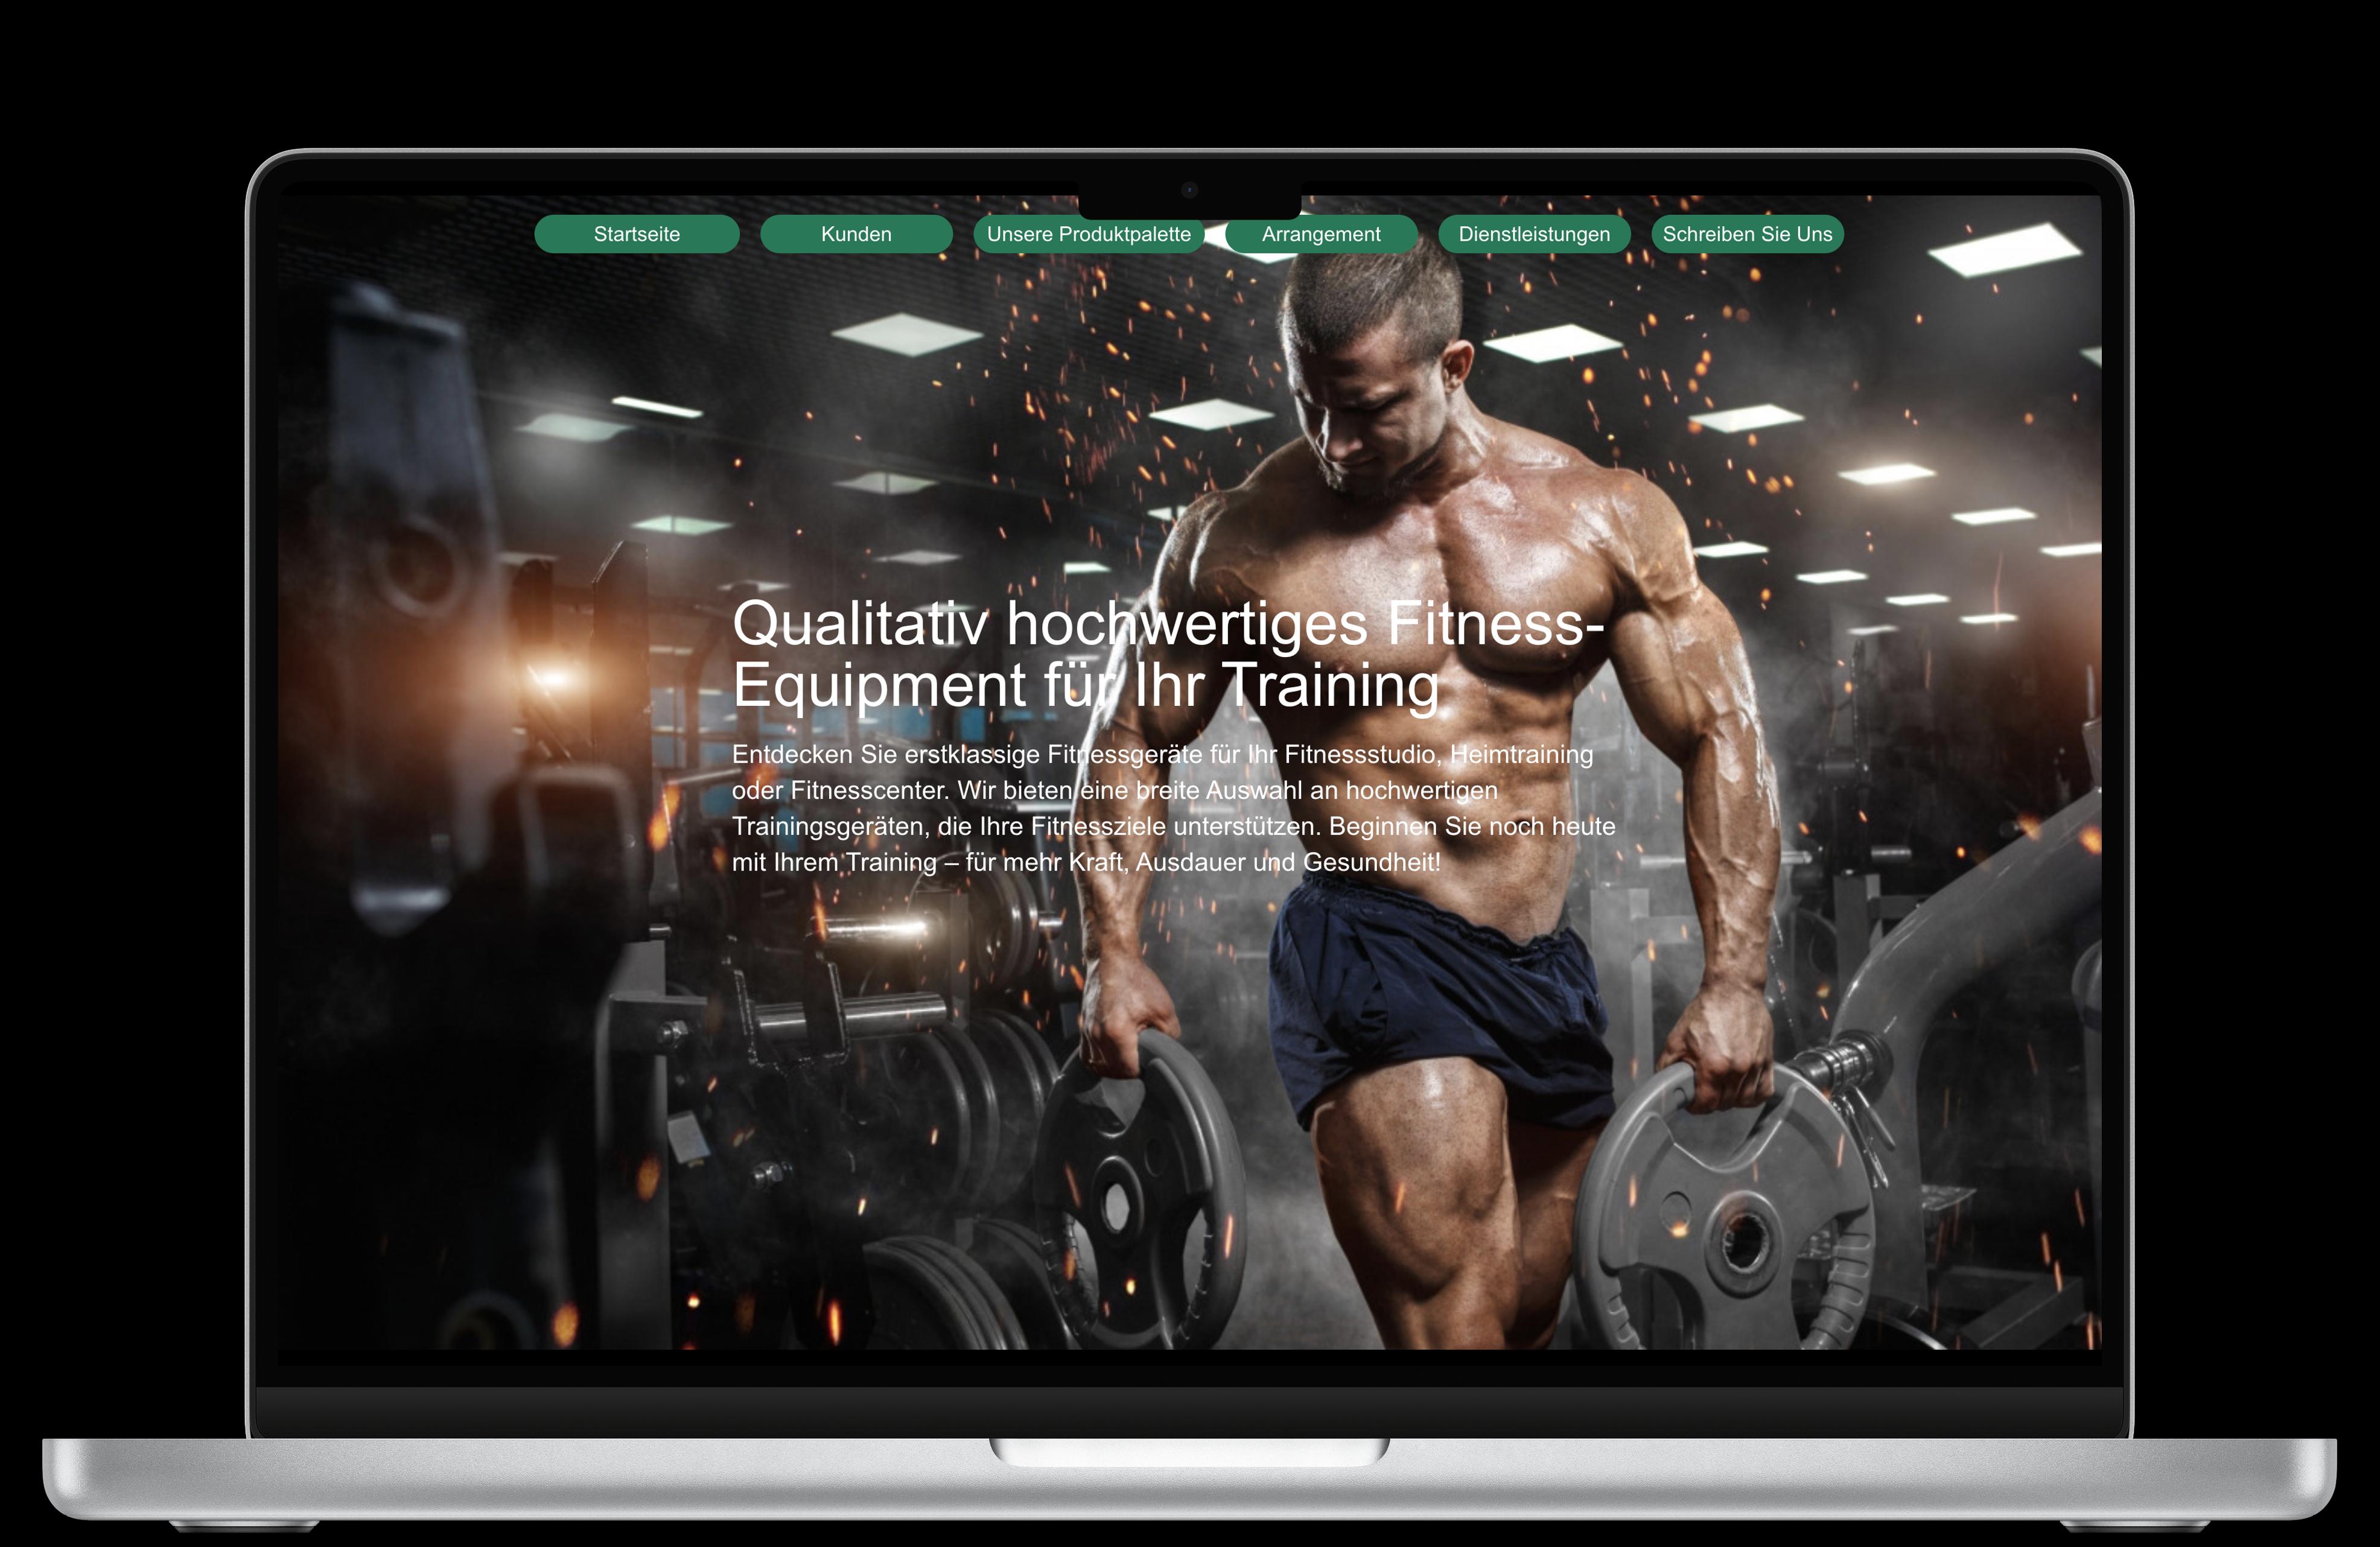 Startseite
Kunden
Unsere Produktpalette
Arrangement
Dienstleistungen
Schreiben Sie Uns
Qualitativ hochwertiges Fitness-
Equipment für Ihr Training
Entdecken Sie erstklassige Fitnessgeräte für Ihr Fitnessstudio, Heimtraining
oder Fitnesscenter. Wir bieten eine breite Auswahl an hochwertigen
Trainingsgeräten, die Ihre Fitnessziele unterstützen. Beginnen Sie noch heute
mit Ihrem Training – für mehr Kraft, Ausdauer und Gesundheit!